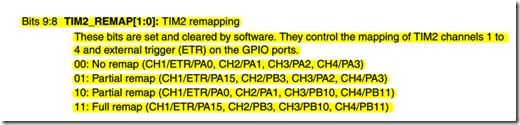 Bits 9:8 TIM2_REMAP[1:0]: TIM2 remapping
These bits are set and cleared by software. They control the mapping of TIM2 channels 1 to
4 and external trigger (ETR) on the GPIO ports.
00: No remap (CH1/ETR/PA0, CH2/PA1, CH3/PA2, CH4/PA3)
01: Partial remap (CH1/ETR/PA15, CH2/PB3, CH3/PA2, CH4/PA3)
10: Partial remap (CH1/ETR/PA0, CH2/PA1, CH3/PB10, CH4/PB11)
11: Full remap (CH1/ETR/PA15, CH2/PB3, CH3/PB10, CH4/PB11)